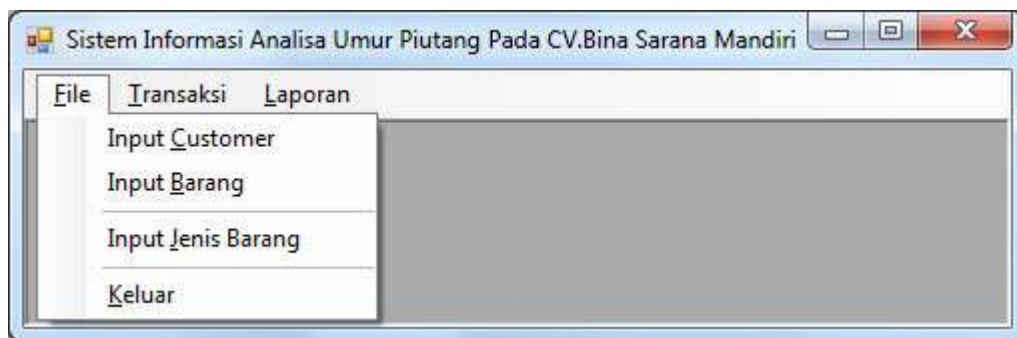 Sistem Informasi Analisa Umur Piutang Pada CV.Bina Sarana Mandiri
File Transaksi Laporan
Input Customer
Input Barang
Input Jenis Barang
Keluar